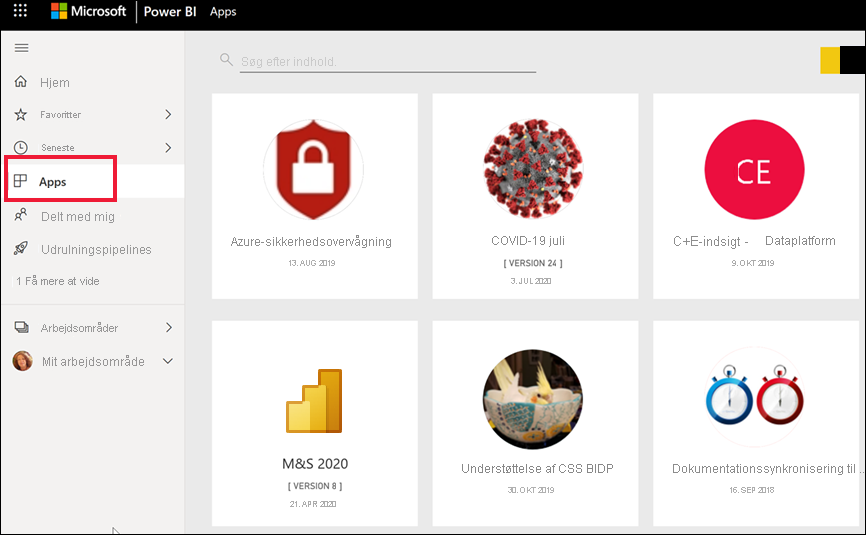 Microsoft Power BI Apps
Søg efter indhold.
Hjem
Favoritter
Seneste
Apps
Delt med mig
Udrulningspipelines
1 Få mere at vide
Arbejdsområder
Mit arbejdsområde
Azure-sikkerhedsovervågning
13. AUG 2019
COVID-19 juli
[ VERSION 24 ]
3. JUL 2020
CE
C+E-indsigt - Dataplatform
9. OKT 2019
M&S 2020
[ VERSION 8 ]
21. APR 2020
Understøttelse af CSS BIDP
30. OKT 2019
Dokumentationssynkronisering til ...
16. SEP 2018